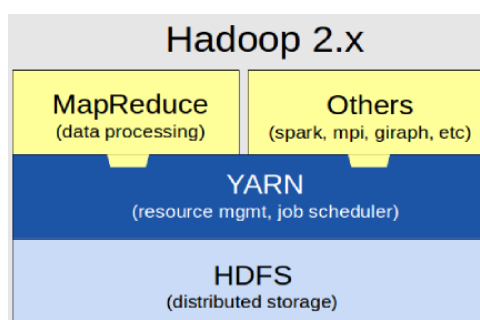 Hadoop 2.x
MapReduce
(data processing)
Others
(spark, mpi, giraph, etc)
YARN
(resource mgmt, job scheduler)
HDFS
(distributed storage)